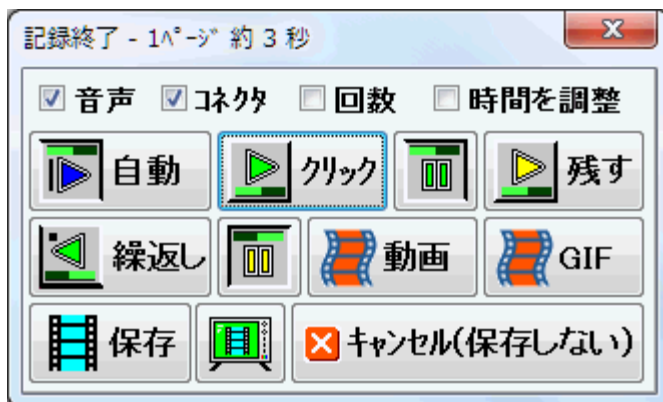 記録終了 - 1ﾍﾟｰｼﾞ 約 3 秒
音声 ｺﾈｸﾀ 回数 時間を調整
自動 ｸﾘｯｸ 残す
繰返し 動画 GIF
保存 ｷｬﾝｾﾙ(保存しない)